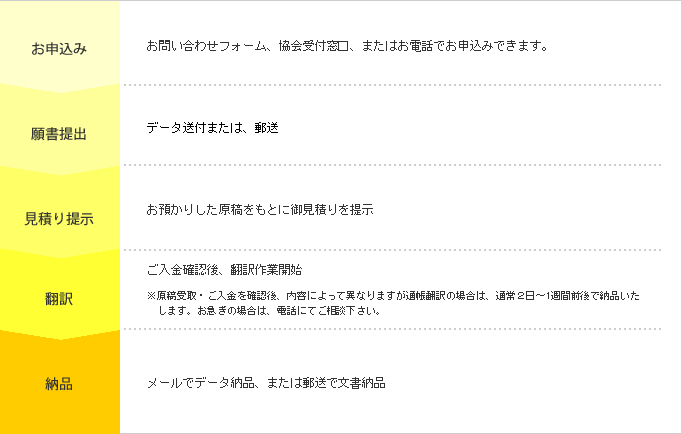 お申込み
お問い合わせフォーム、協会受付窓口、またはお電話でお申込みできます。
願書提出
データ送付または、郵送
見積り提示
お預かりした原稿をもとに御見積りを提示
翻訳
ご入金確認後、翻訳作業開始
※原稿受取・ご入金を確認後、内容によって異なりますが通帳翻訳の場合は、通常２日～1週間前後で納品いた
します。お急ぎの場合は、電話にてご相談下さい。
納品
メールでデータ納品、または郵送で文書納品